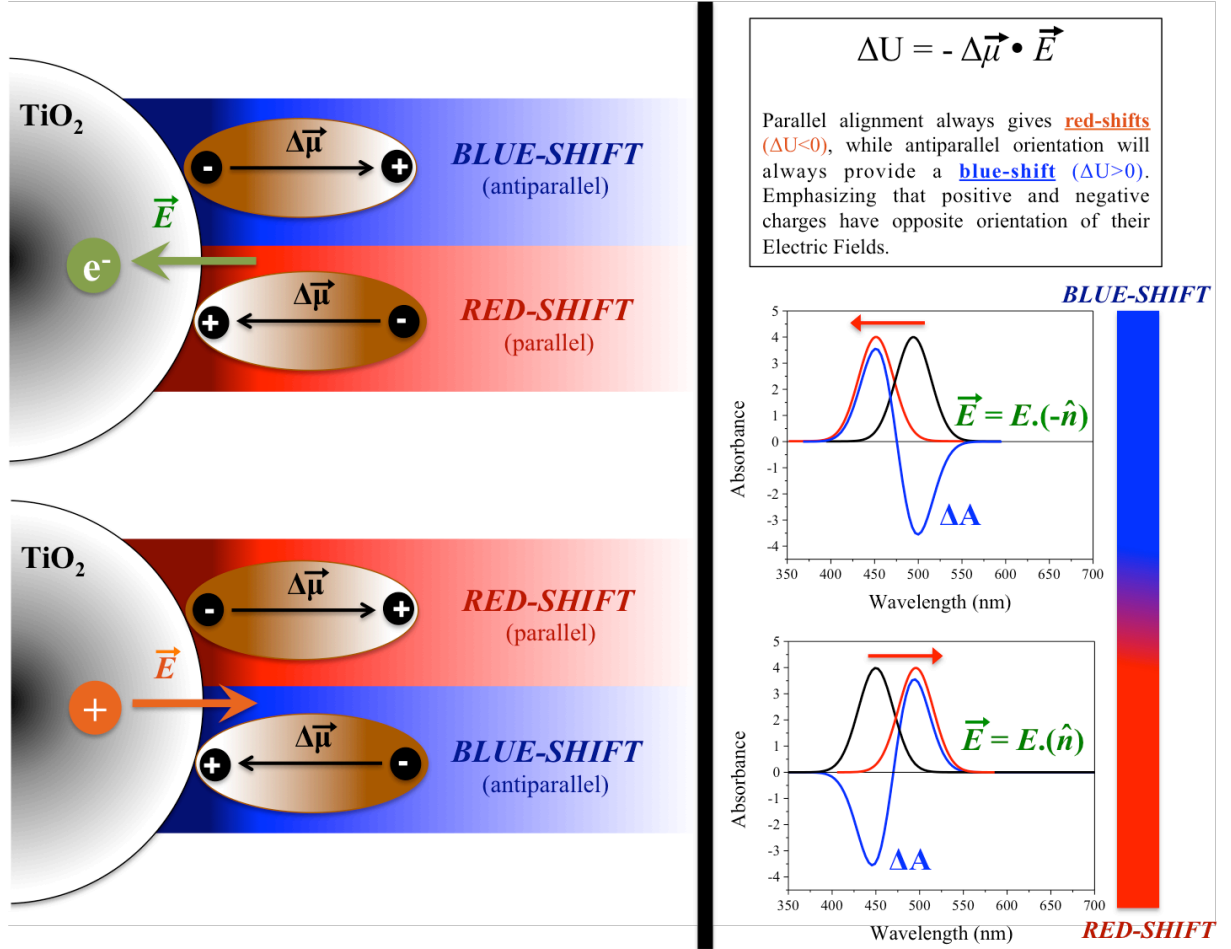 TiO₂
Δμ⃗
- +
BLUE-SHIFT
(antiparallel)
E⃗
e⁻
Δμ⃗
+ -
RED-SHIFT
(parallel)
TiO₂
Δμ⃗
- +
RED-SHIFT
(parallel)
E⃗
+
Δμ⃗
+ -
BLUE-SHIFT
(antiparallel)
ΔU = - Δμ⃗ • E⃗
Parallel alignment always gives red-shifts
(ΔU<0), while antiparallel orientation will
always provide a blue-shift (ΔU>0).
Emphasizing that positive and negative
charges have opposite orientation of their
Electric Fields.
BLUE-SHIFT
5
4
3
2
1
0
-1
-2
-3
-4
Absorbance
E⃗ = E.(-n̂)
ΔA
350 400 450 500 550 600 650 700
Wavelength (nm)
5
4
3
2
1
0
-1
-2
-3
-4
Absorbance
E⃗ = E.(n̂)
ΔA
350 400 450 500 550 600 650 700
Wavelength (nm)
RED-SHIFT